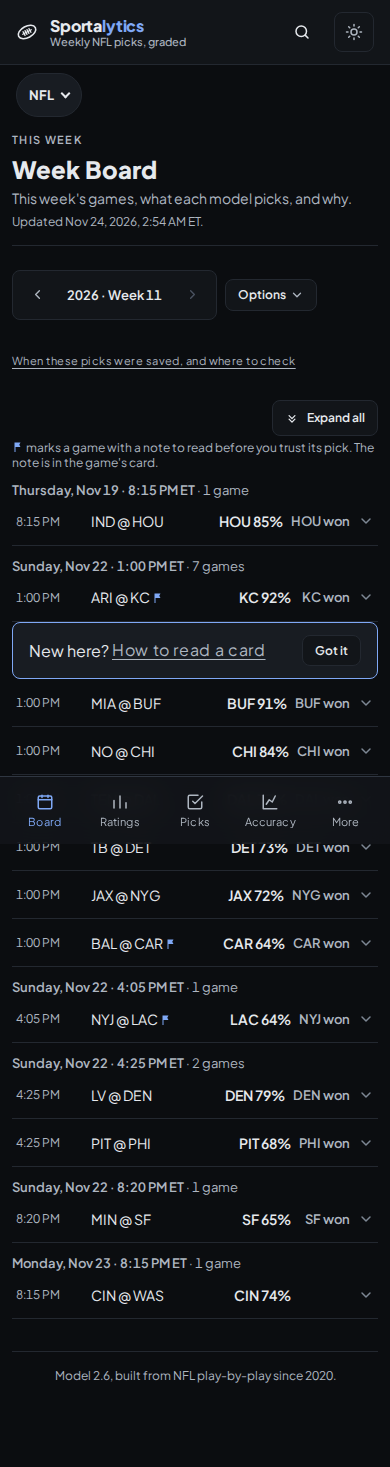 Sportalytics
Weekly NFL picks, graded
NFL
THIS WEEK
Week Board
This week's games, what each model picks, and why.
Updated Nov 24, 2026, 2:54 AM ET.
2026 · Week 11
Options
When these picks were saved, and where to check
Expand all
marks a game with a note to read before you trust its pick. The
note is in the game's card.
Thursday, Nov 19 · 8:15 PM ET · 1 game
8:15 PM IND @ HOU HOU 85% HOU won
Sunday, Nov 22 · 1:00 PM ET · 7 games
1:00 PM ARI @ KC KC 92% KC won
New here? How to read a card Got it
1:00 PM MIA @ BUF BUF 91% BUF won
1:00 PM NO @ CHI CHI 84% CHI won
Board Ratings Picks Accuracy More
1:00 PM TB @ DET DET 73% DET won
1:00 PM JAX @ NYG JAX 72% NYG won
1:00 PM BAL @ CAR CAR 64% CAR won
Sunday, Nov 22 · 4:05 PM ET · 1 game
4:05 PM NYJ @ LAC LAC 64% NYJ won
Sunday, Nov 22 · 4:25 PM ET · 2 games
4:25 PM LV @ DEN DEN 79% DEN won
4:25 PM PIT @ PHI PIT 68% PHI won
Sunday, Nov 22 · 8:20 PM ET · 1 game
8:20 PM MIN @ SF SF 65% SF won
Monday, Nov 23 · 8:15 PM ET · 1 game
8:15 PM CIN @ WAS CIN 74%
Model 2.6, built from NFL play-by-play since 2020.